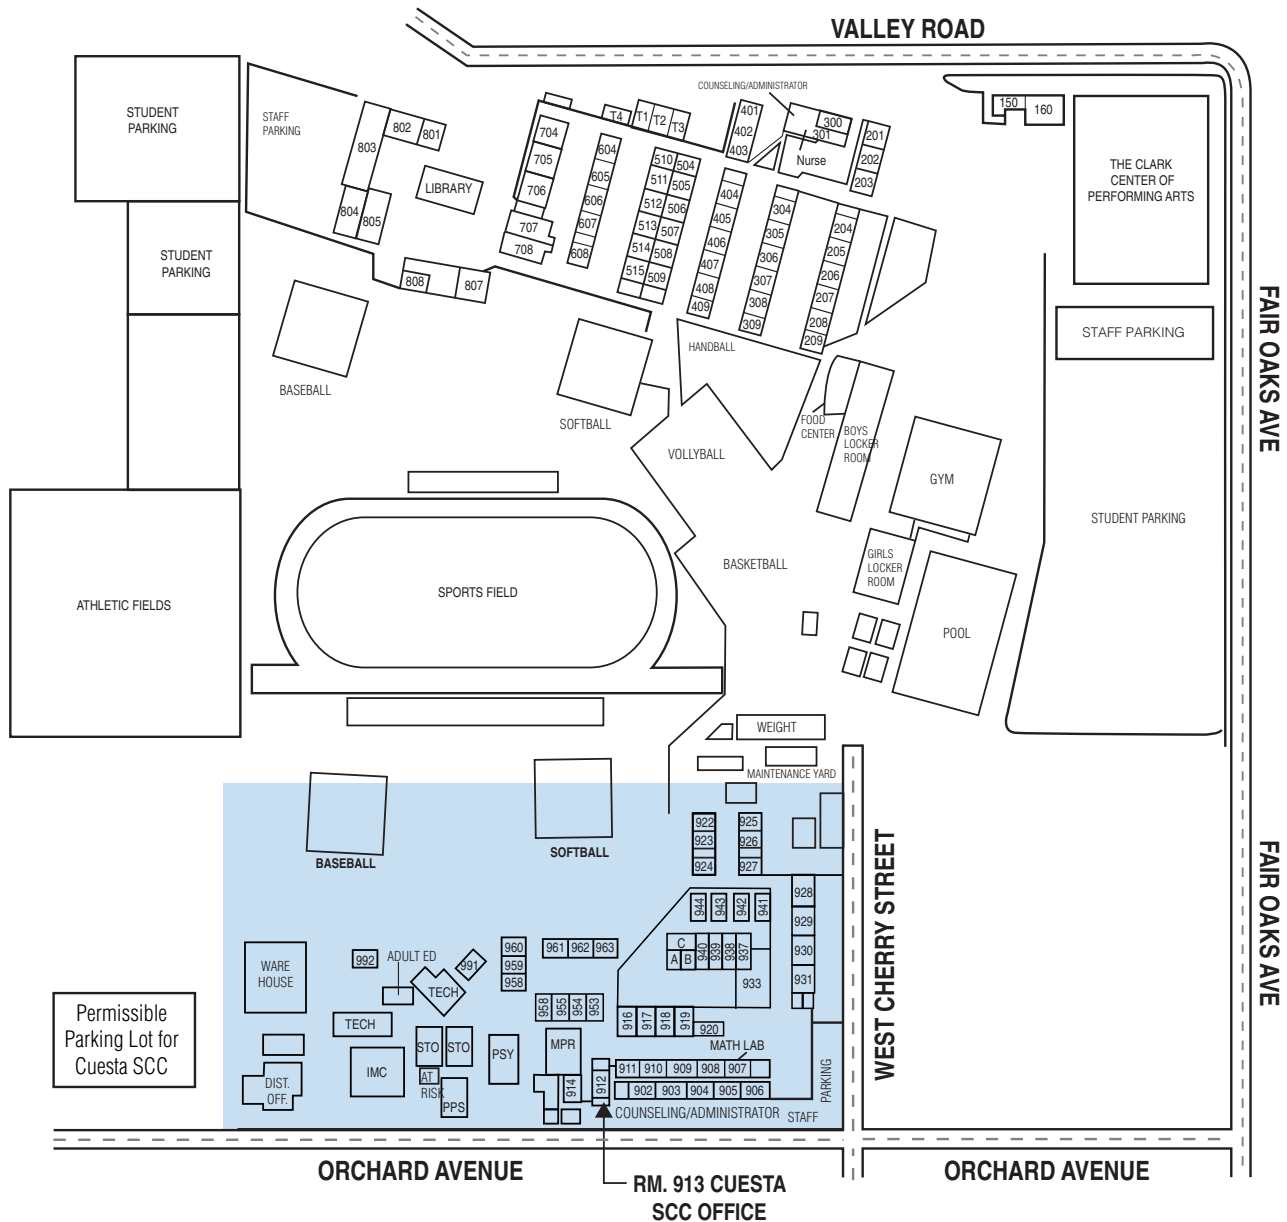 VALLEY ROAD
COUNSELING/ADMINISTRATOR
STUDENT
PARKING
STAFF
PARKING
803
802
801
804
805
LIBRARY
808
807
704
705
706
707
708
T4
T1
T2
T3
604
605
606
607
608
510
511
512
513
514
515
504
505
506
507
508
509
401
402
403
404
405
406
407
408
409
300
301
Nurse
304
305
306
307
308
309
201
202
203
204
205
206
207
208
209
150
160
THE CLARK
CENTER OF
PERFORMING ARTS
STUDENT
PARKING
FAIR OAKS AVE
STAFF PARKING
BASEBALL
SOFTBALL
HANDBALL
VOLLYBALL
FOOD
CENTER
BOYS
LOCKER
ROOM
GYM
STUDENT PARKING
BASKETBALL
GIRLS
LOCKER
ROOM
POOL
ATHLETIC FIELDS
SPORTS FIELD
WEIGHT
MAINTENANCE YARD
BASEBALL
SOFTBALL
922
923
924
925
926
927
WEST CHERRY STREET
FAIR OAKS AVE
928
929
930
931
944
943
942
941
C
A
B
940
939
938
937
933
960
959
958
961
962
963
992
ADULT ED
991
TECH
WARE
HOUSE
958
955
954
953
916
917
918
919
920
Permissible
Parking Lot for
Cuesta SCC
TECH
STO
STO
PSY
MPR
MATH LAB
911
910
909
908
907
IMC
AT
RISK
PPS
DIST.
OFF.
914
912
902
903
904
905
906
COUNSELING/ADMINISTRATOR
STAFF
PARKING
ORCHARD AVENUE
ORCHARD AVENUE
RM. 913 CUESTA
SCC OFFICE